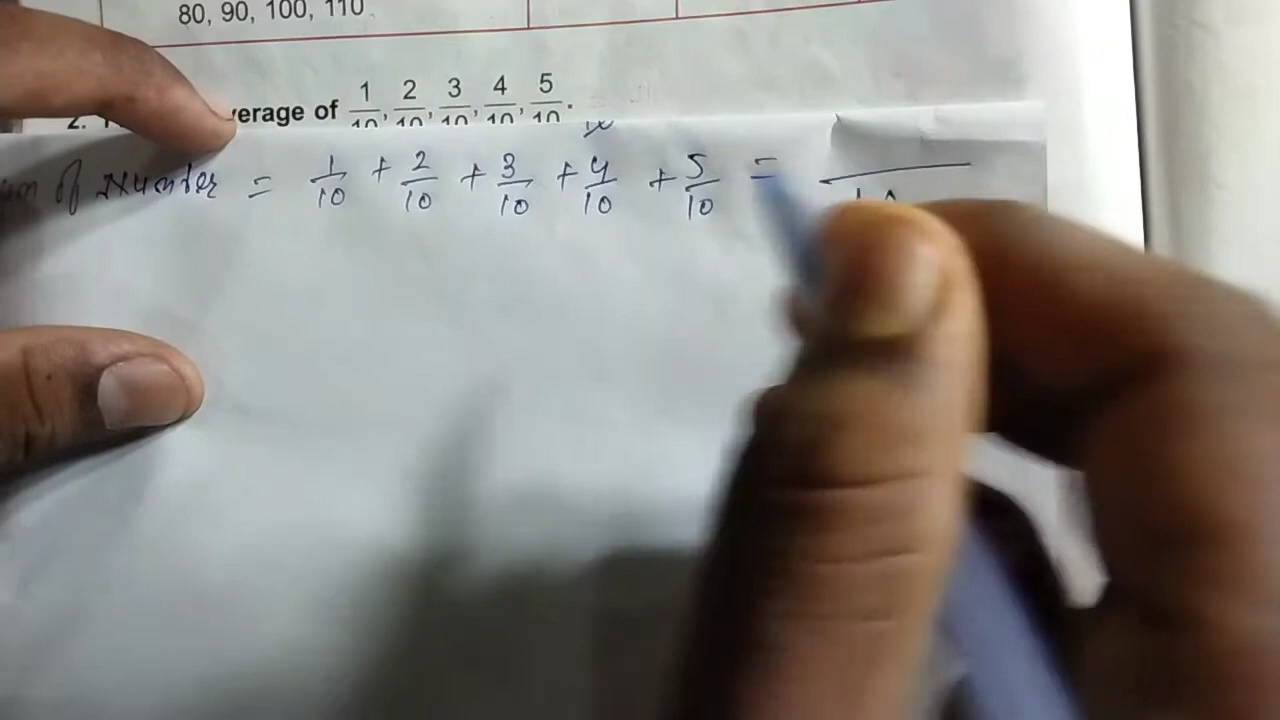 80, 90, 100, 110
2. verage of 1/10, 2/10, 3/10, 4/10, 5/10.
of Number = 1/10 + 2/10 + 3/10 + 4/10 + 5/10 =